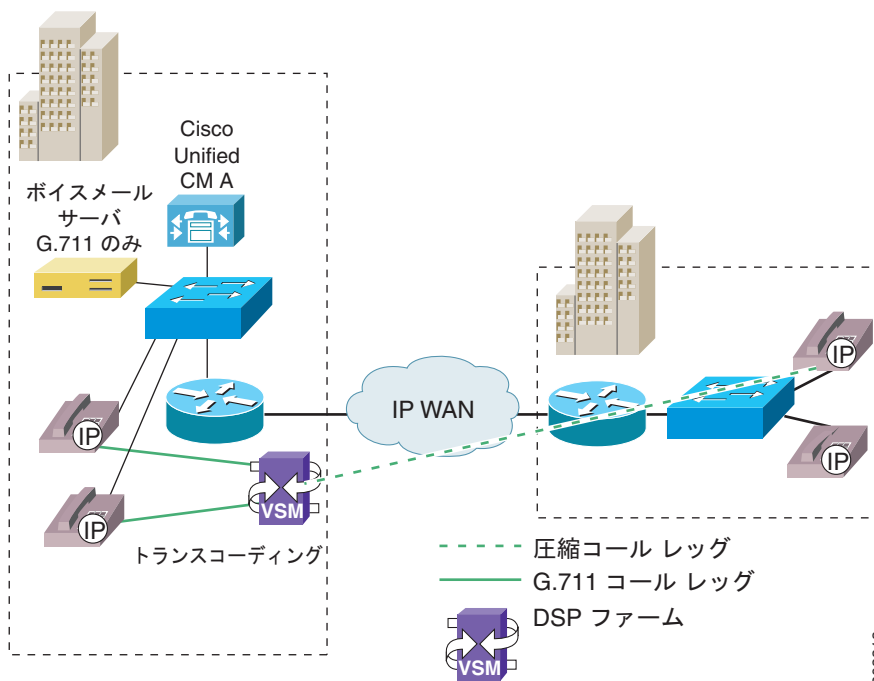 Cisco
Unified
CM A
ボイスメール
サーバ
G.711 のみ
IP
IP WAN
IP
IP
VSM
IP
IP
トランスコーディング
圧縮コール レッグ
G.711 コール レッグ
DSP ファーム
VSM